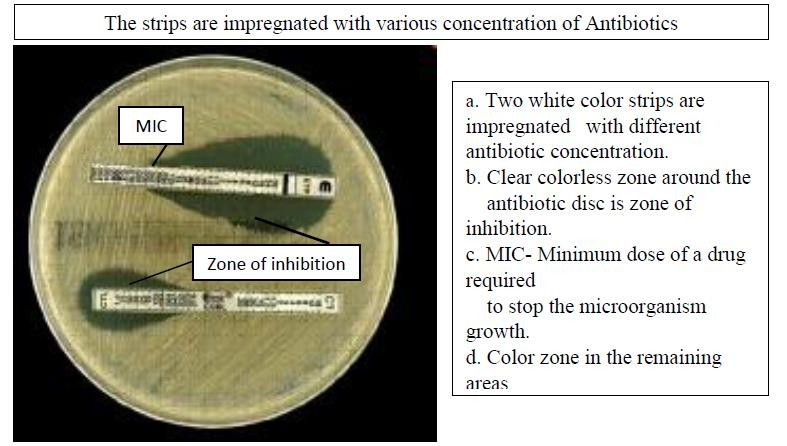 The strips are impregnated with various concentration of Antibiotics
MIC
Zone of inhibition
a. Two white color strips are
impregnated with different
antibiotic concentration.
b. Clear colorless zone around the
antibiotic disc is zone of
inhibition.
c. MIC- Minimum dose of a drug
required
to stop the microorganism
growth.
d. Color zone in the remaining
areas